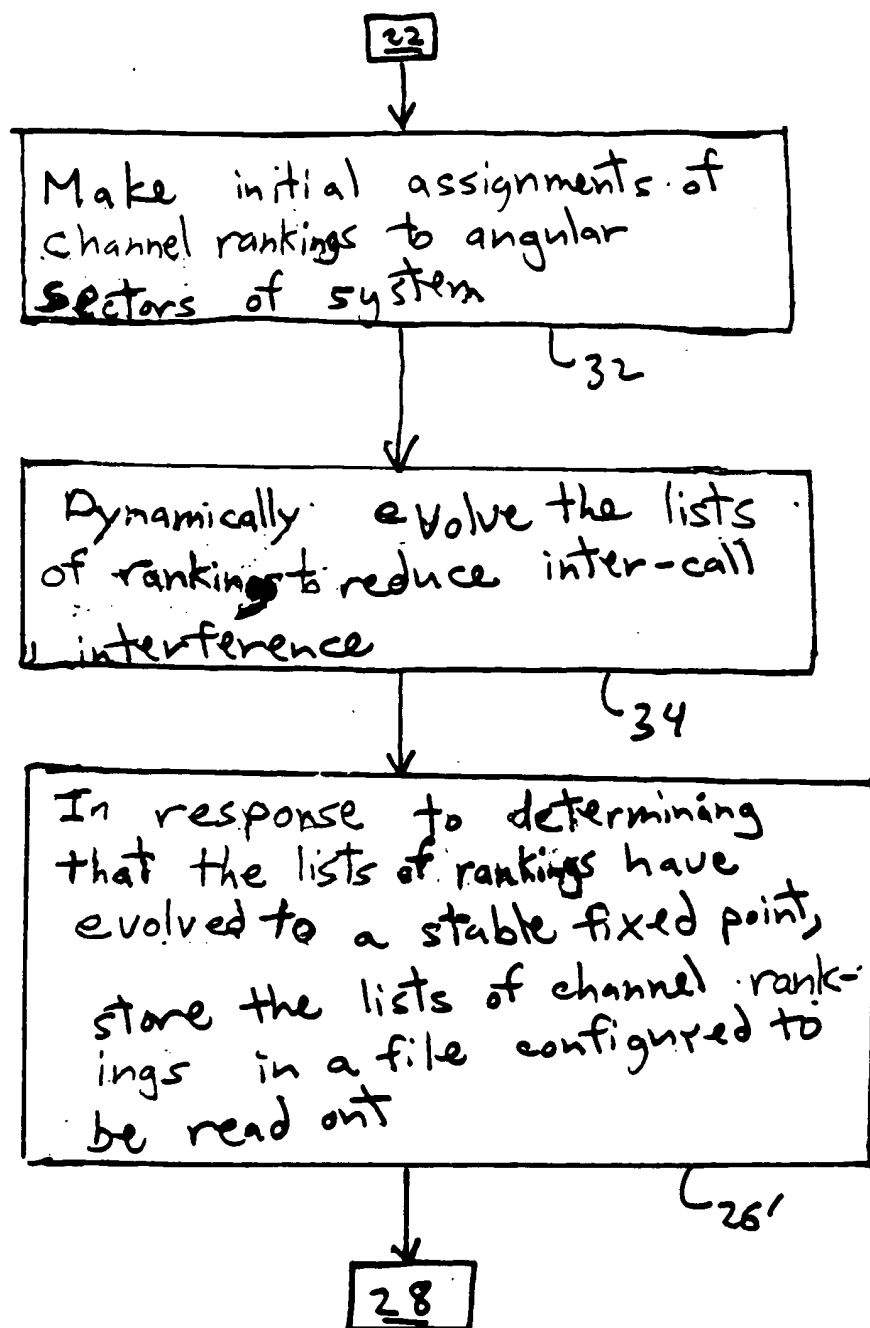 22
Make initial assignments of
channel rankings to angular
sectors of system
32
Dynamically evolve the lists
of rankings to reduce inter-call
interference
34
In response to determining
that the lists of rankings have
evolved to a stable fixed point,
store the lists of channel rank-
ings in a file configured to
be read out
26'
28